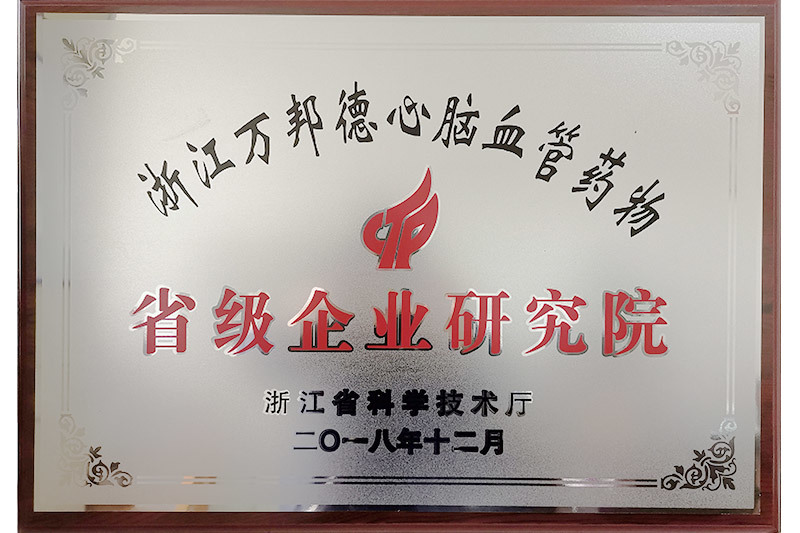 浙江万邦德心脑血管药物
省级企业研究院
浙江省科学技术厅
二〇一八年十二月